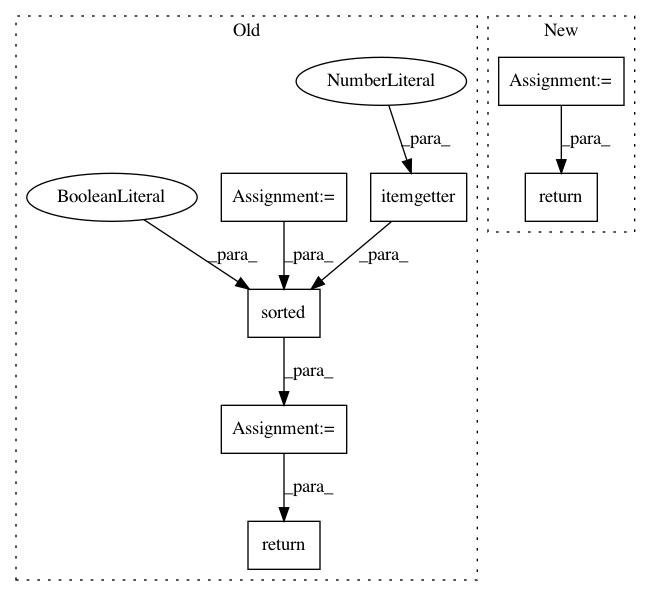 Old
New
NumberLiteral
Assignment:=
_para_
_para_
BooleanLiteral
Assignment:=
itemgetter
return
_para_
_para_
_para_
sorted
_para_
Assignment:=
_para_
return